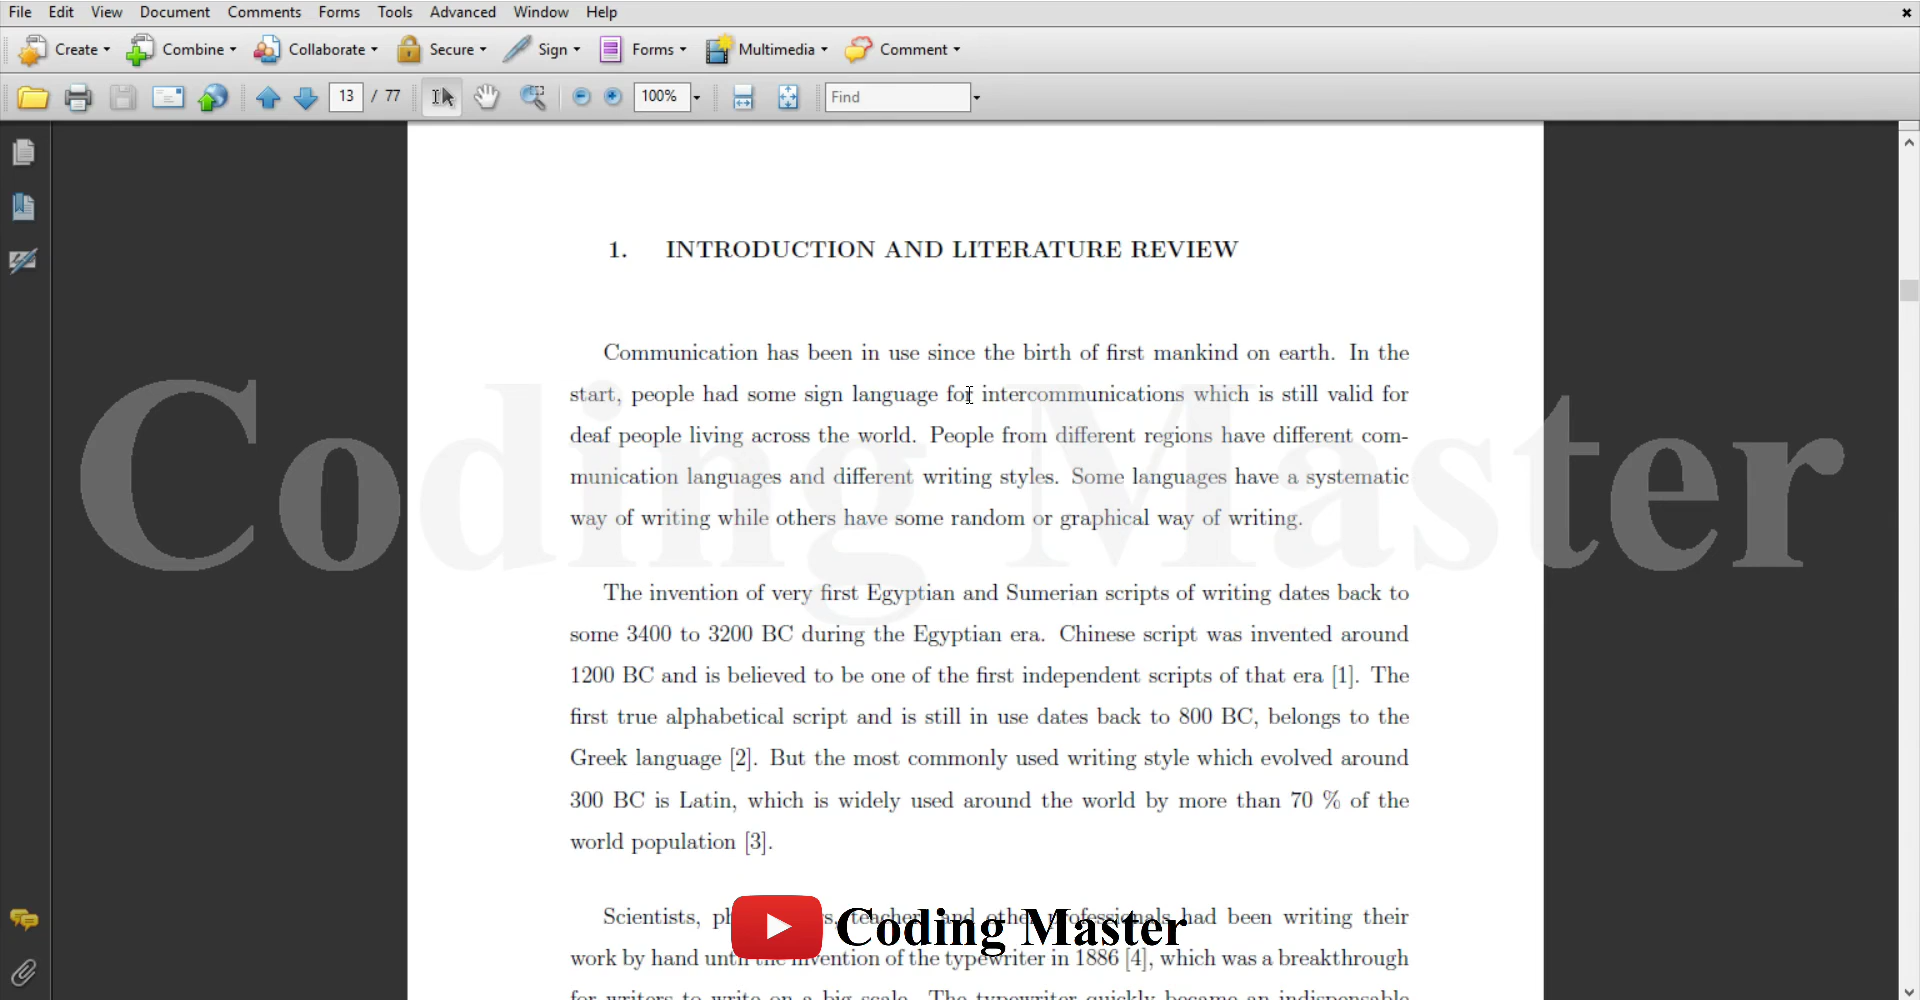 File Edit View Document Comments Forms Tools Advanced Window Help
Create Combine Collaborate Secure Sign Forms Multimedia Comment
13 / 77 100% Find
1. INTRODUCTION AND LITERATURE REVIEW
Communication has been in use since the birth of first mankind on earth. In the
start, people had some sign language for intercommunications which is still valid for
deaf people living across the world. People from different regions have different com-
munication languages and different writing styles. Some languages have a systematic
way of writing while others have some random or graphical way of writing.
Coding Master
The invention of very first Egyptian and Sumerian scripts of writing dates back to
some 3400 to 3200 BC during the Egyptian era. Chinese script was invented around
1200 BC and is believed to be one of the first independent scripts of that era [1]. The
first true alphabetical script and is still in use dates back to 800 BC, belongs to the
Greek language [2]. But the most commonly used writing style which evolved around
300 BC is Latin, which is widely used around the world by more than 70 % of the
world population [3].
Scientists, teacher and other professionals had been writing their
Coding Master
work by hand until the invention of the typewriter in 1886 [4], which was a breakthrough
for writers to write on a big scale. The typewriter quickly became an indispensable